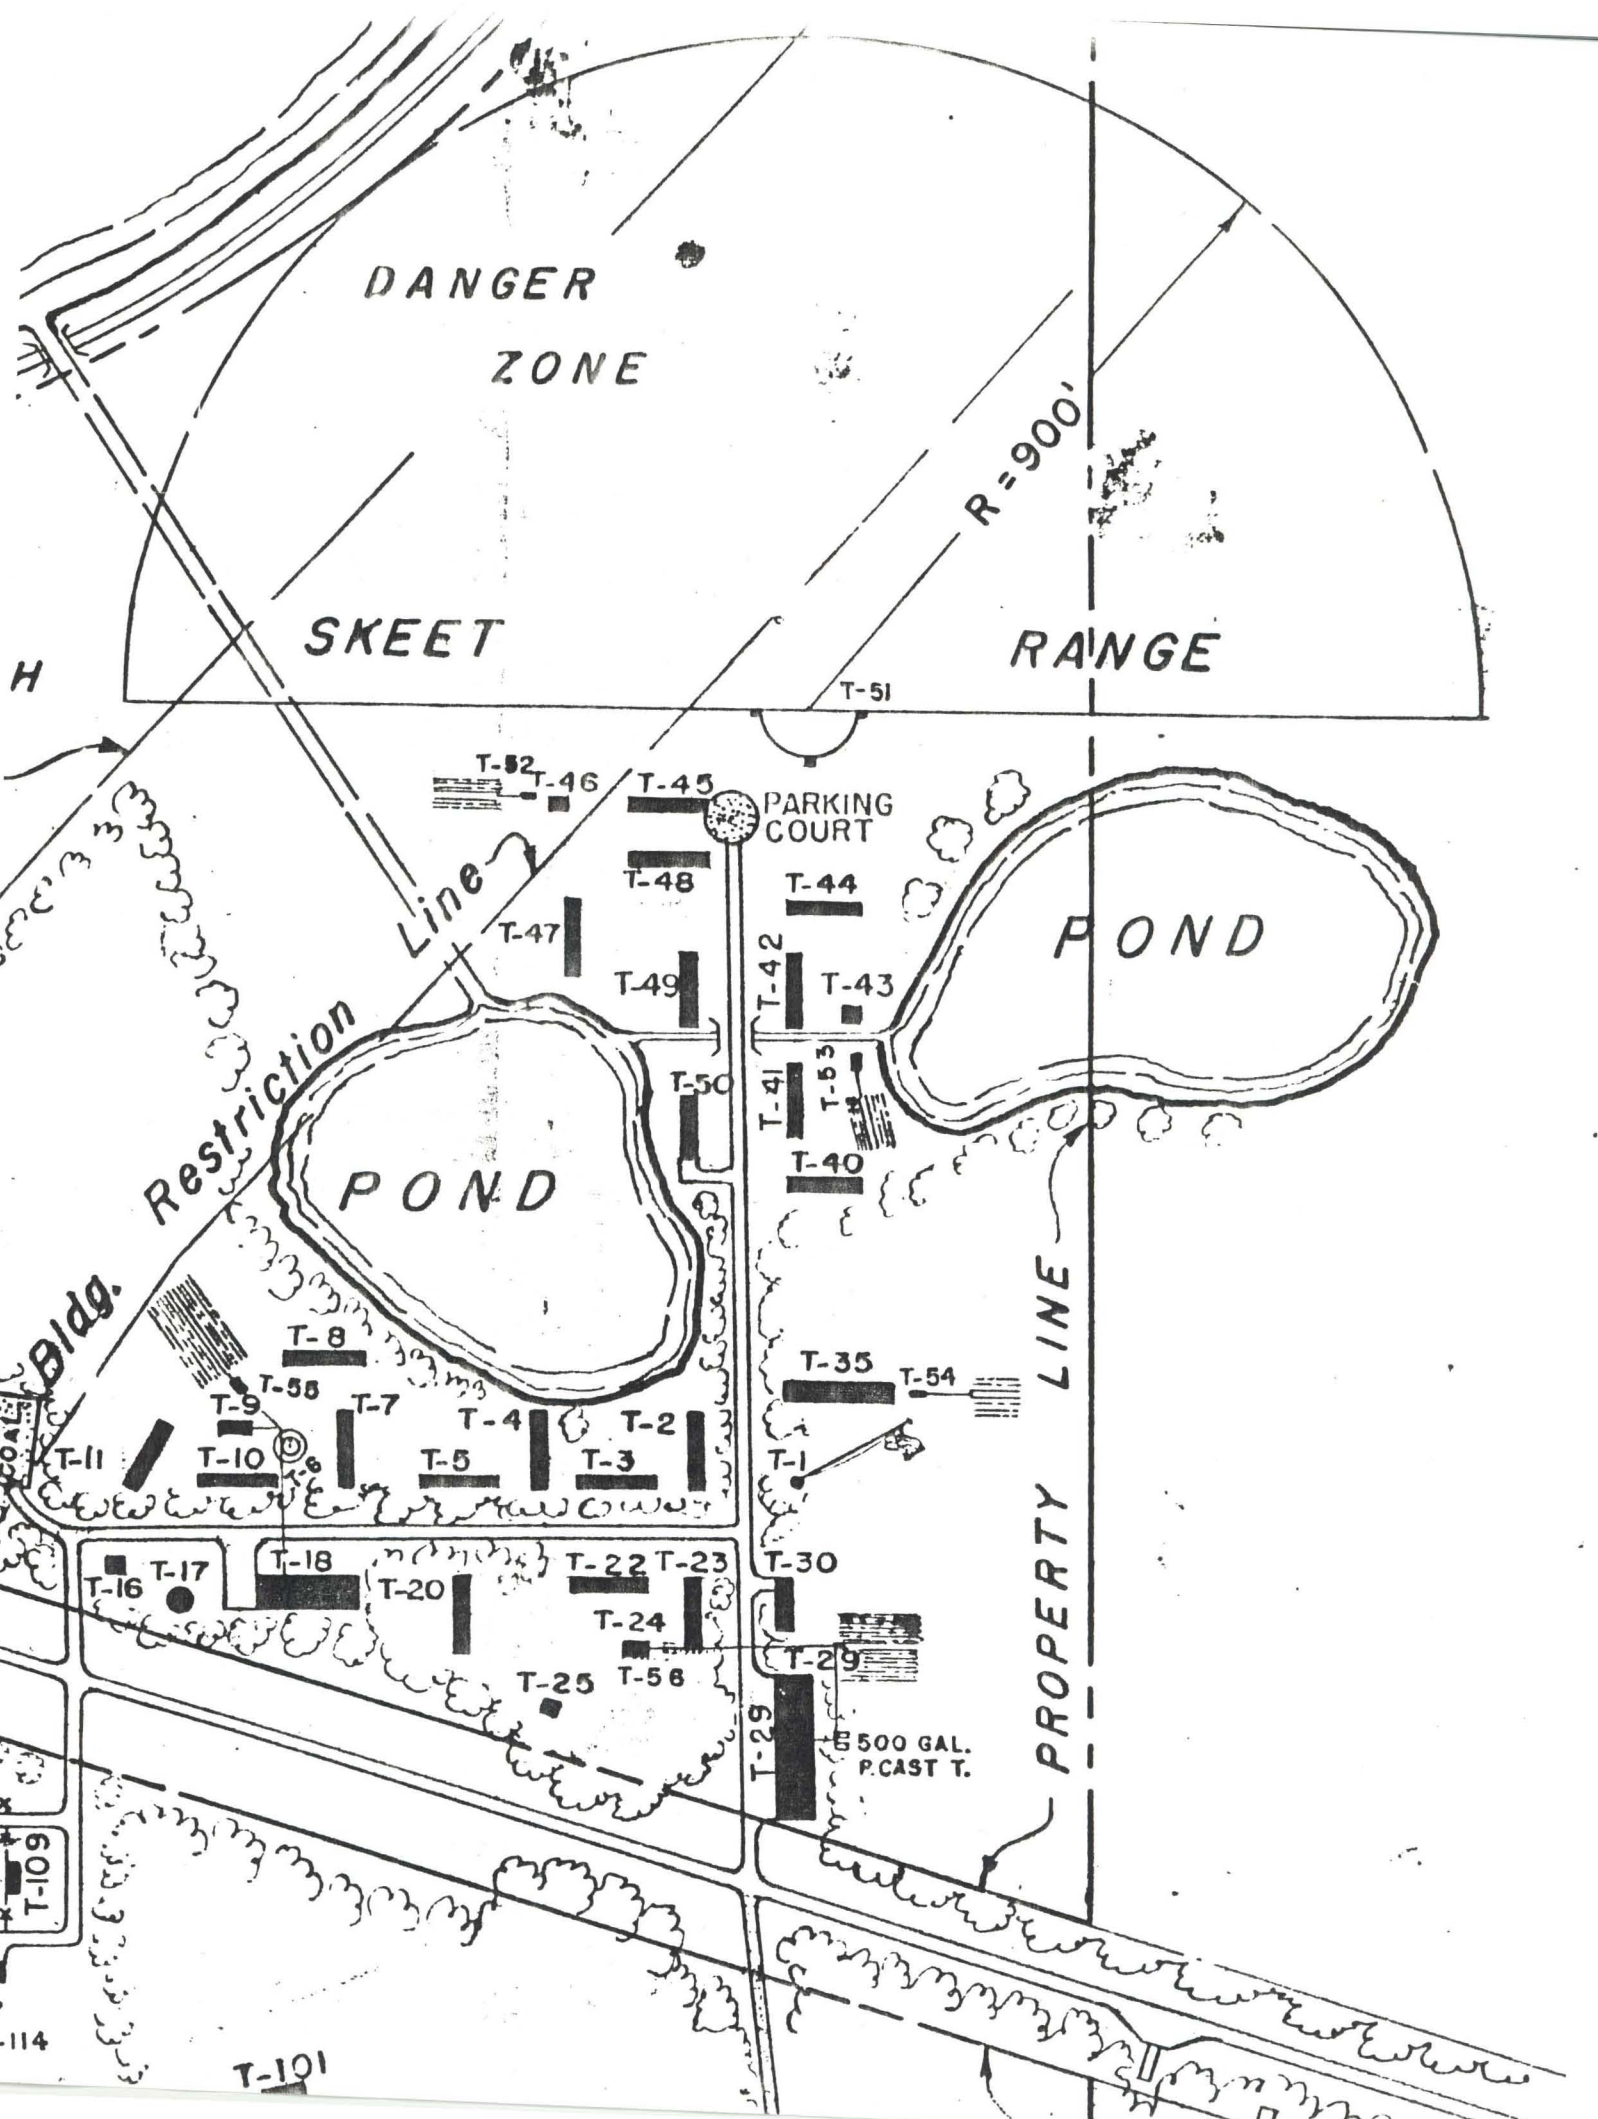 DANGER
ZONE
R=900'
SKEET
RANGE
H
T-51
T-52
T-46
T-45
PARKING
COURT
T-48
T-44
Line
T-47
T-42
T-49
T-43
POND
Restriction
T-50
T-41
T-53
T-40
POND
Bldg.
PROPERTY LINE
T-8
T-35
T-54
T-55
T-9
T-7
T-4
T-2
COAL
T-11
T-10
T-6
T-5
T-3
T-1
T-16
T-17
T-18
T-20
T-22
T-23
T-30
T-24
T-56
T-25
T-29
T-29
500 GAL.
P.CAST T.
T-109
-114
T-101